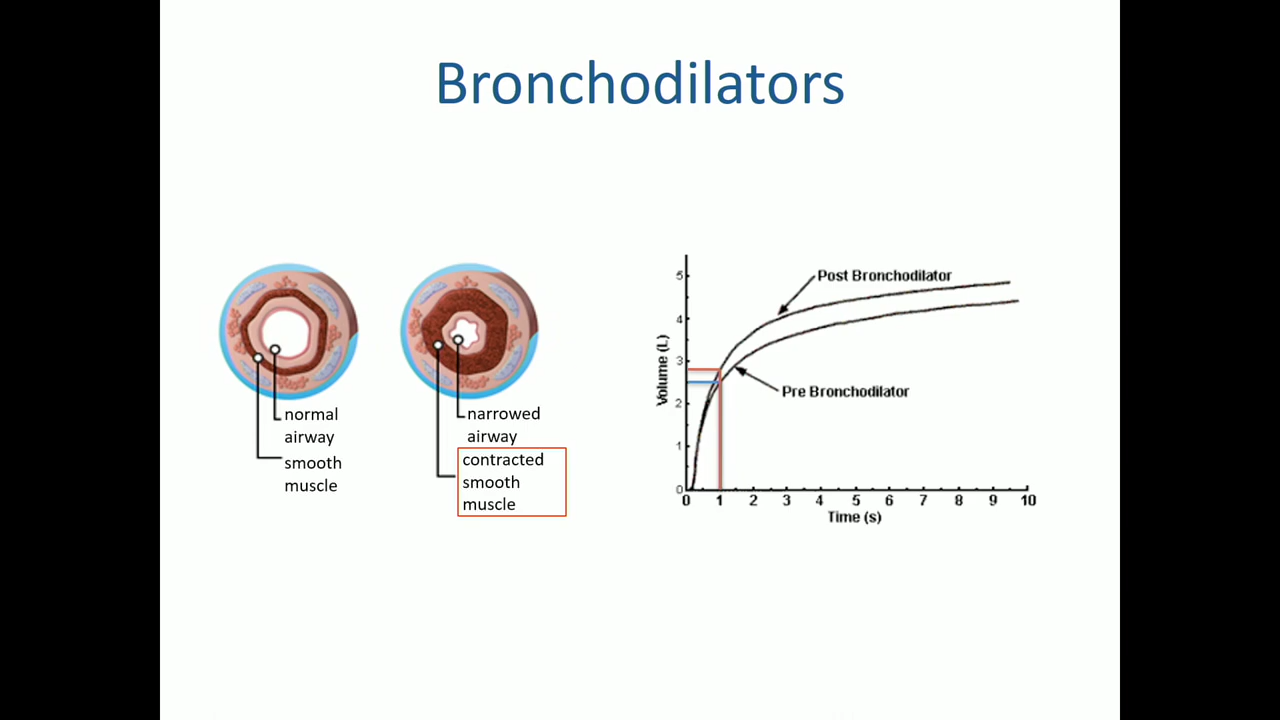 Bronchodilators
normal
airway
smooth
muscle
narrowed
airway
contracted
smooth
muscle
Volume (L)
5
4
3
2
1
0
Post Bronchodilator
Pre Bronchodilator
0 1 2 3 4 5 6 7 8 9 10
Time (s)